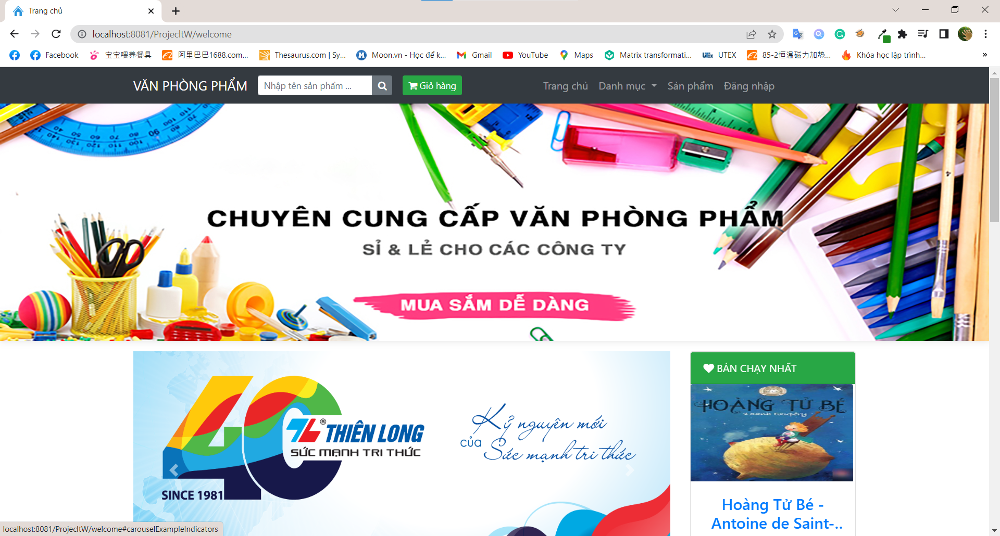 Trang chủ
localhost:8081/ProjecltW/welcome
Facebook
宝宝喂养餐具
阿里巴巴1688.com...
Thesaurus.com | Sy...
Moon.vn - Học để k...
Gmail
YouTube
Maps
Matrix transformati...
UTEX
85-2恒温磁力加热...
Khóa học lập trình...
»
VĂN PHÒNG PHẨM
Nhập tên sản phẩm ...
Giỏ hàng
Trang chủ
Danh mục
Sản phẩm
Đăng nhập
CHUYÊN CUNG CẤP VĂN PHÒNG PHẨM
SỈ & LẺ CHO CÁC CÔNG TY
MUA SẮM DỄ DÀNG
40
THIÊN LONG
SỨC MẠNH TRI THỨC
SINCE 1981
Kỷ nguyên mới
của Sức mạnh tri thức
BÁN CHẠY NHẤT
HOÀNG TỬ BÉ
Hoàng Tử Bé -
Antoine de Saint-..
localhost:8081/ProjecltW/welcome#carouselExampleIndicators